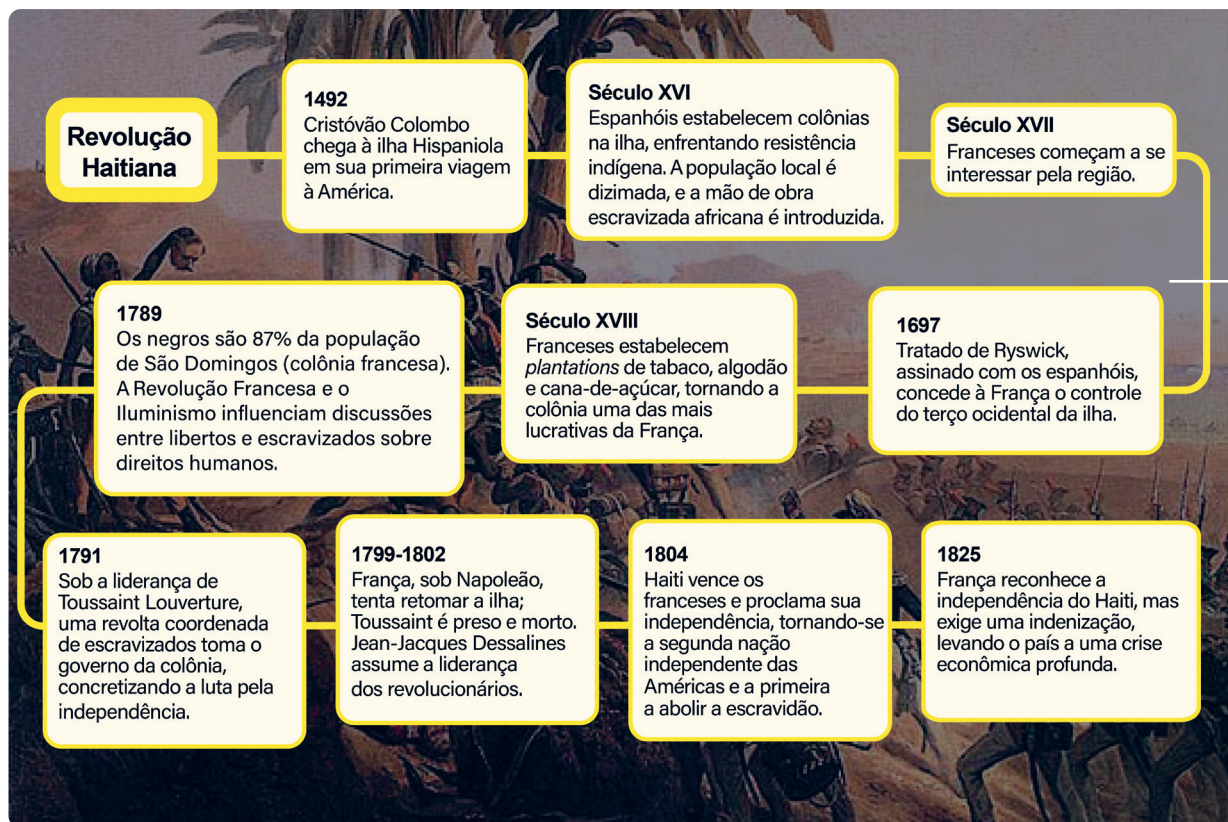 Revolução
Haitiana
1492
Cristóvão Colombo
chega à ilha Hispaniola
em sua primeira viagem
à América.
Século XVI
Espanhóis estabelecem colônias
na ilha, enfrentando resistência
indígena. A população local é
dizimada, e a mão de obra
escravizada africana é introduzida.
Século XVII
Franceses começam a se
interessar pela região.
1697
Tratado de Ryswick,
assinado com os espanhóis,
concede à França o controle
do terço ocidental da ilha.
Século XVIII
Franceses estabelecem
plantations de tabaco, algodão
e cana-de-açúcar, tornando a
colônia uma das mais
lucrativas da França.
1789
Os negros são 87% da população
de São Domingos (colônia francesa).
A Revolução Francesa e o
Iluminismo influenciam discussões
entre libertos e escravizados sobre
direitos humanos.
1791
Sob a liderança de
Toussaint Louverture,
uma revolta coordenada
de escravizados toma o
governo da colônia,
concretizando a luta pela
independência.
1799-1802
França, sob Napoleão,
tenta retomar a ilha;
Toussaint é preso e morto.
Jean-Jacques Dessalines
assume a liderança
dos revolucionários.
1804
Haiti vence os
franceses e proclama sua
independência, tornando-se
a segunda nação
independente das
Américas e a primeira
a abolir a escravidão.
1825
França reconhece a
independência do Haiti, mas
exige uma indenização,
levando o país a uma crise
econômica profunda.